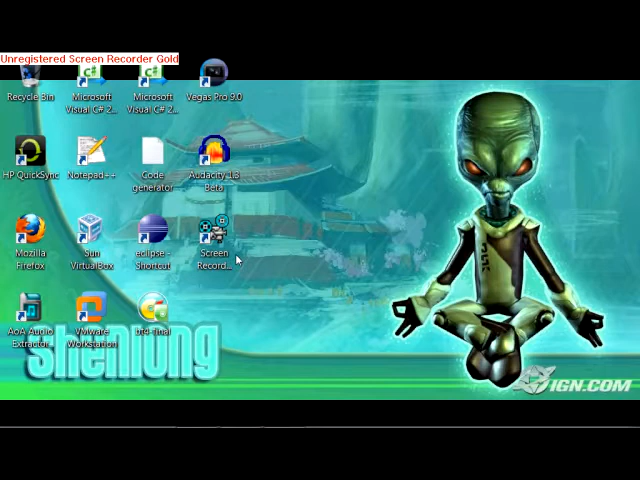 Unregistered Screen Recorder Gold
Recycle Bin
Microsoft
Visual C# 2...
Microsoft
Visual C# 2...
Vegas Pro 9.0
HP QuickSync
Notepad++
Code
generator
Audacity 1.3
Beta
Mozilla
Firefox
Sun
VirtualBox
eclipse -
Shortcut
Screen
Record...
AoA Audio
Extractor
VMware
Workstation
bt4-final
shenlong
IGN.COM